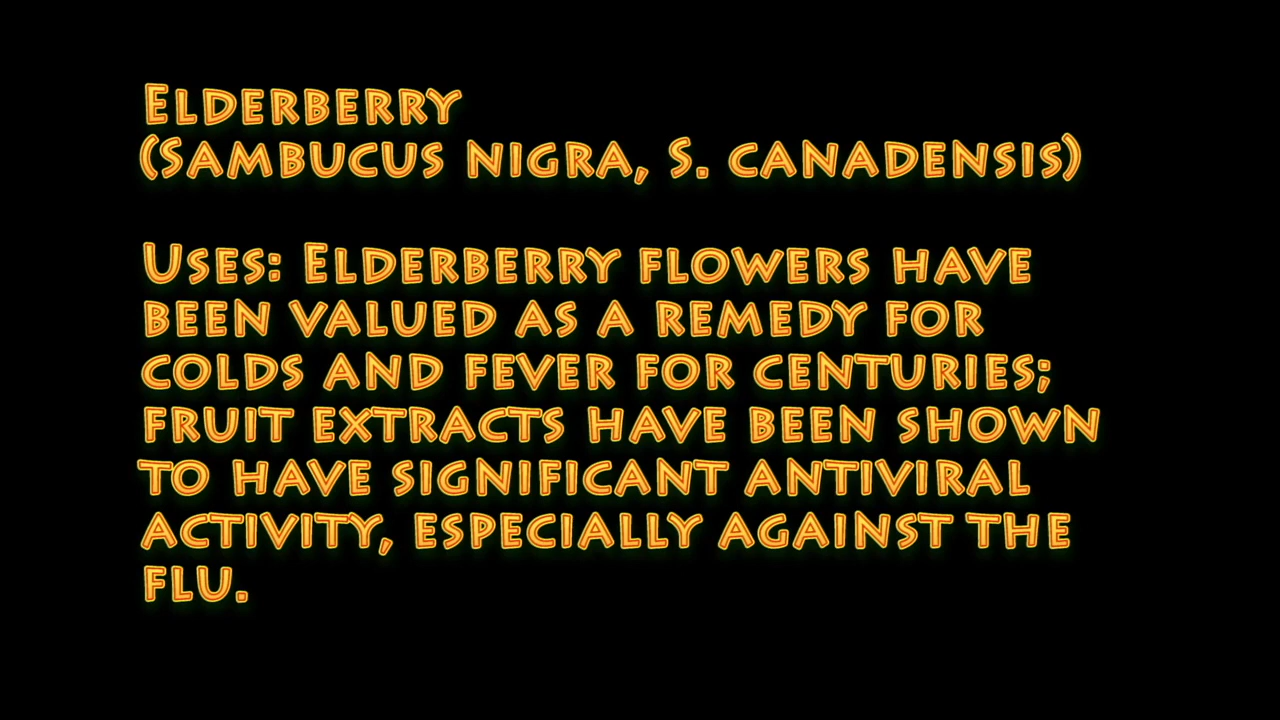 Elderberry
(Sambucus nigra, S. canadensis)
Uses: Elderberry flowers have
been valued as a remedy for
colds and fever for centuries;
fruit extracts have been shown
to have significant antiviral
activity, especially against the
flu.